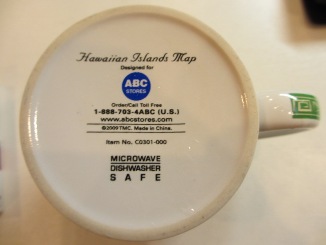 Hawaiian Islands Map
Designed for
ABC
STORES
Order/Call Toll Free
1-888-703-4ABC (U.S.)
www.abcstores.com
©2009 TMC. Made in China.
Item No. C0301-000
MICROWAVE
DISHWASHER
SAFE